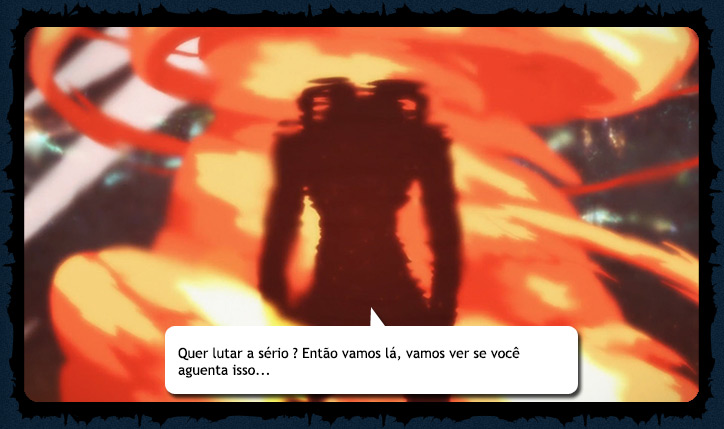 Quer lutar a sério ? Então vamos lá, vamos ver se você
aguenta isso...